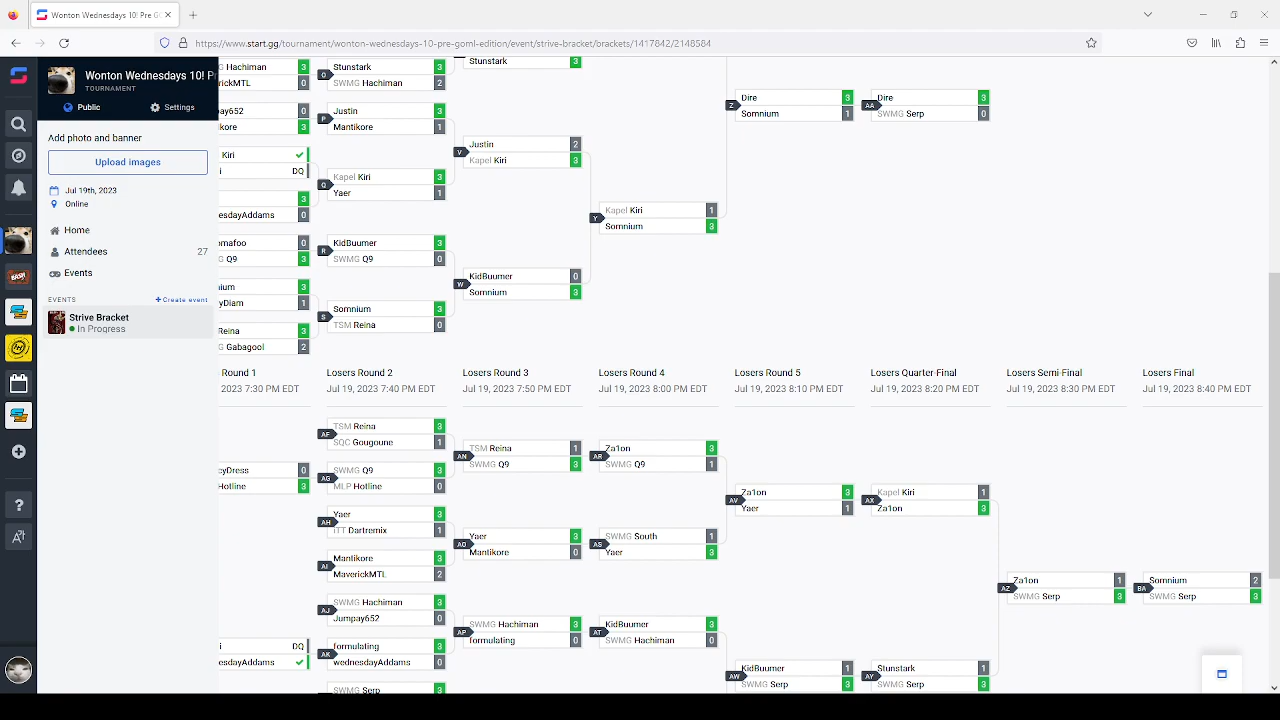 Wonton Wednesdays 10! Pre G
https://www.start.gg/tournament/wonton-wednesdays-10-pre-goml-edition/event/strive-bracket/brackets/1417842/2148584
Wonton Wednesdays 10! P
TOURNAMENT
Public
Settings
Add photo and banner
Upload images
Jul 19th, 2023
Online
Home
Attendees 27
Events
EVENTS
+ Create event
Strive Bracket
In Progress
?
Hachiman 3
verickMTL 0
pay652 0
ikore 3
Kiri
i DQ
3
esdayAddams 0
omafoo 0
G Q9 3
ium 3
yDiam 1
Reina 3
G Gabagool 2
O
Stunstark 3
SWMG Hachiman 2
P
Justin 3
Mantikore 1
Q
Kapel Kiri 3
Yaer 1
R
KidBuumer 3
SWMG Q9 0
S
Somnium 3
TSM Reina 0
Stunstark 3
V
Justin 2
Kapel Kiri 3
W
KidBuumer 0
Somnium 3
Y
Kapel Kiri 1
Somnium 3
Z
Dire 3
Somnium 1
AA
Dire 3
SWMG Serp 0
Round 1
2023 7:30 PM EDT
Losers Round 2
Jul 19, 2023 7:40 PM EDT
Losers Round 3
Jul 19, 2023 7:50 PM EDT
Losers Round 4
Jul 19, 2023 8:00 PM EDT
Losers Round 5
Jul 19, 2023 8:10 PM EDT
Losers Quarter-Final
Jul 19, 2023 8:20 PM EDT
Losers Semi-Final
Jul 19, 2023 8:30 PM EDT
Losers Final
Jul 19, 2023 8:40 PM EDT
cyDress 0
Hotline 3
i DQ
esdayAddams
AF
TSM Reina 3
SQC Gougoune 1
AG
SWMG Q9 3
MLP Hotline 0
AH
Yaer 3
iTT Dartremix 1
AI
Mantikore 3
MaverickMTL 2
AJ
SWMG Hachiman 3
Jumpay652 0
AK
formulating 3
wednesdayAddams 0
SWMG Serp 3
AN
TSM Reina 1
SWMG Q9 3
AO
Yaer 3
Mantikore 0
AP
SWMG Hachiman 3
formulating 0
AR
Za1on 3
SWMG Q9 1
AS
SWMG South 1
Yaer 3
AT
KidBuumer 3
SWMG Hachiman 0
AV
Za1on 3
Yaer 1
AW
KidBuumer 1
SWMG Serp 3
AX
Kapel Kiri 1
Za1on 3
AY
Stunstark 1
SWMG Serp 3
AZ
Za1on 1
SWMG Serp 3
BA
Somnium 2
SWMG Serp 3